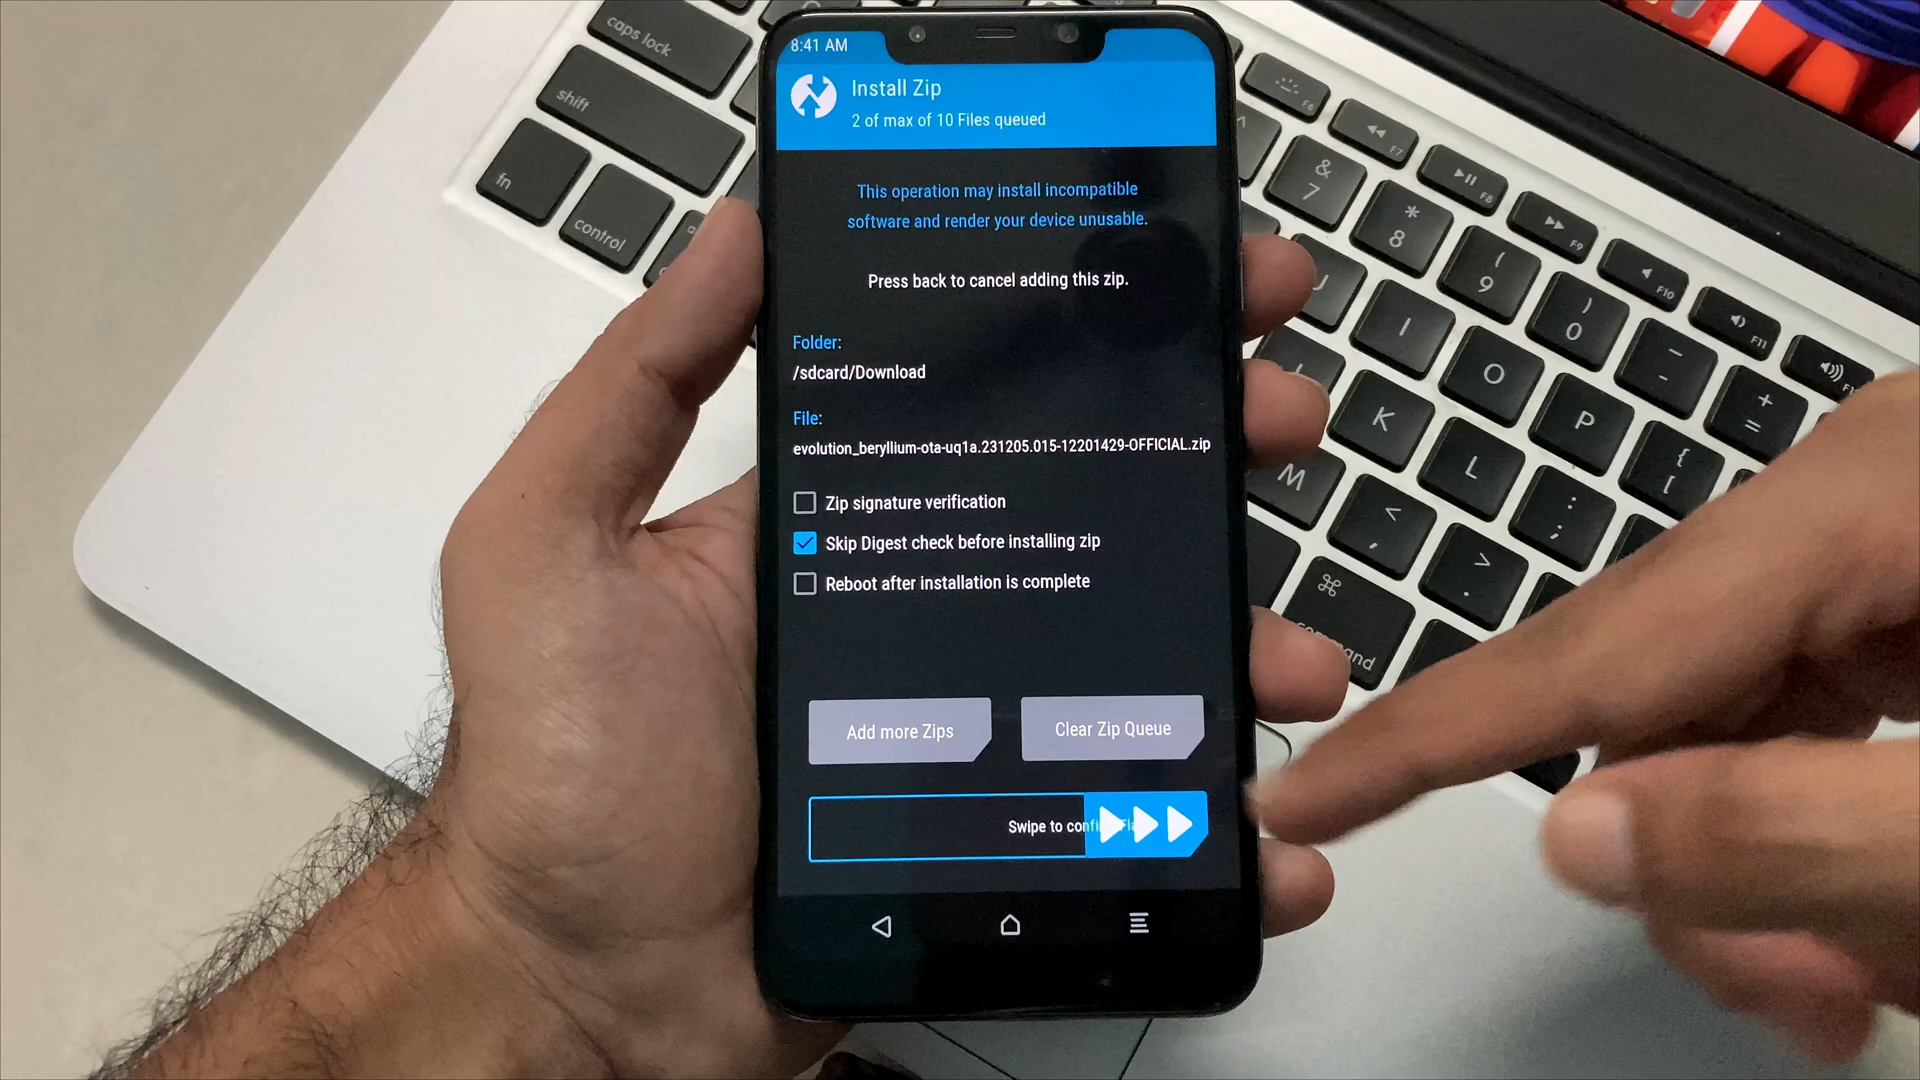 8:41 AM
Install Zip
2 of max of 10 Files queued
This operation may install incompatible
software and render your device unusable.
Press back to cancel adding this zip.
Folder:
/sdcard/Download
File:
evolution_beryllium-ota-uq1a.231205.015-12201429-OFFICIAL.zip
Zip signature verification
Skip Digest check before installing zip
Reboot after installation is complete
Add more Zips
Clear Zip Queue
Swipe to confi Fla
caps lock
shift
fn
control
F6
F7
F8
F9
F10
F11
&
7
*
8
(
9
)
0
-
+
=
I
O
P
{
[
K
L
:
;
M
<
,
>
.
⌘